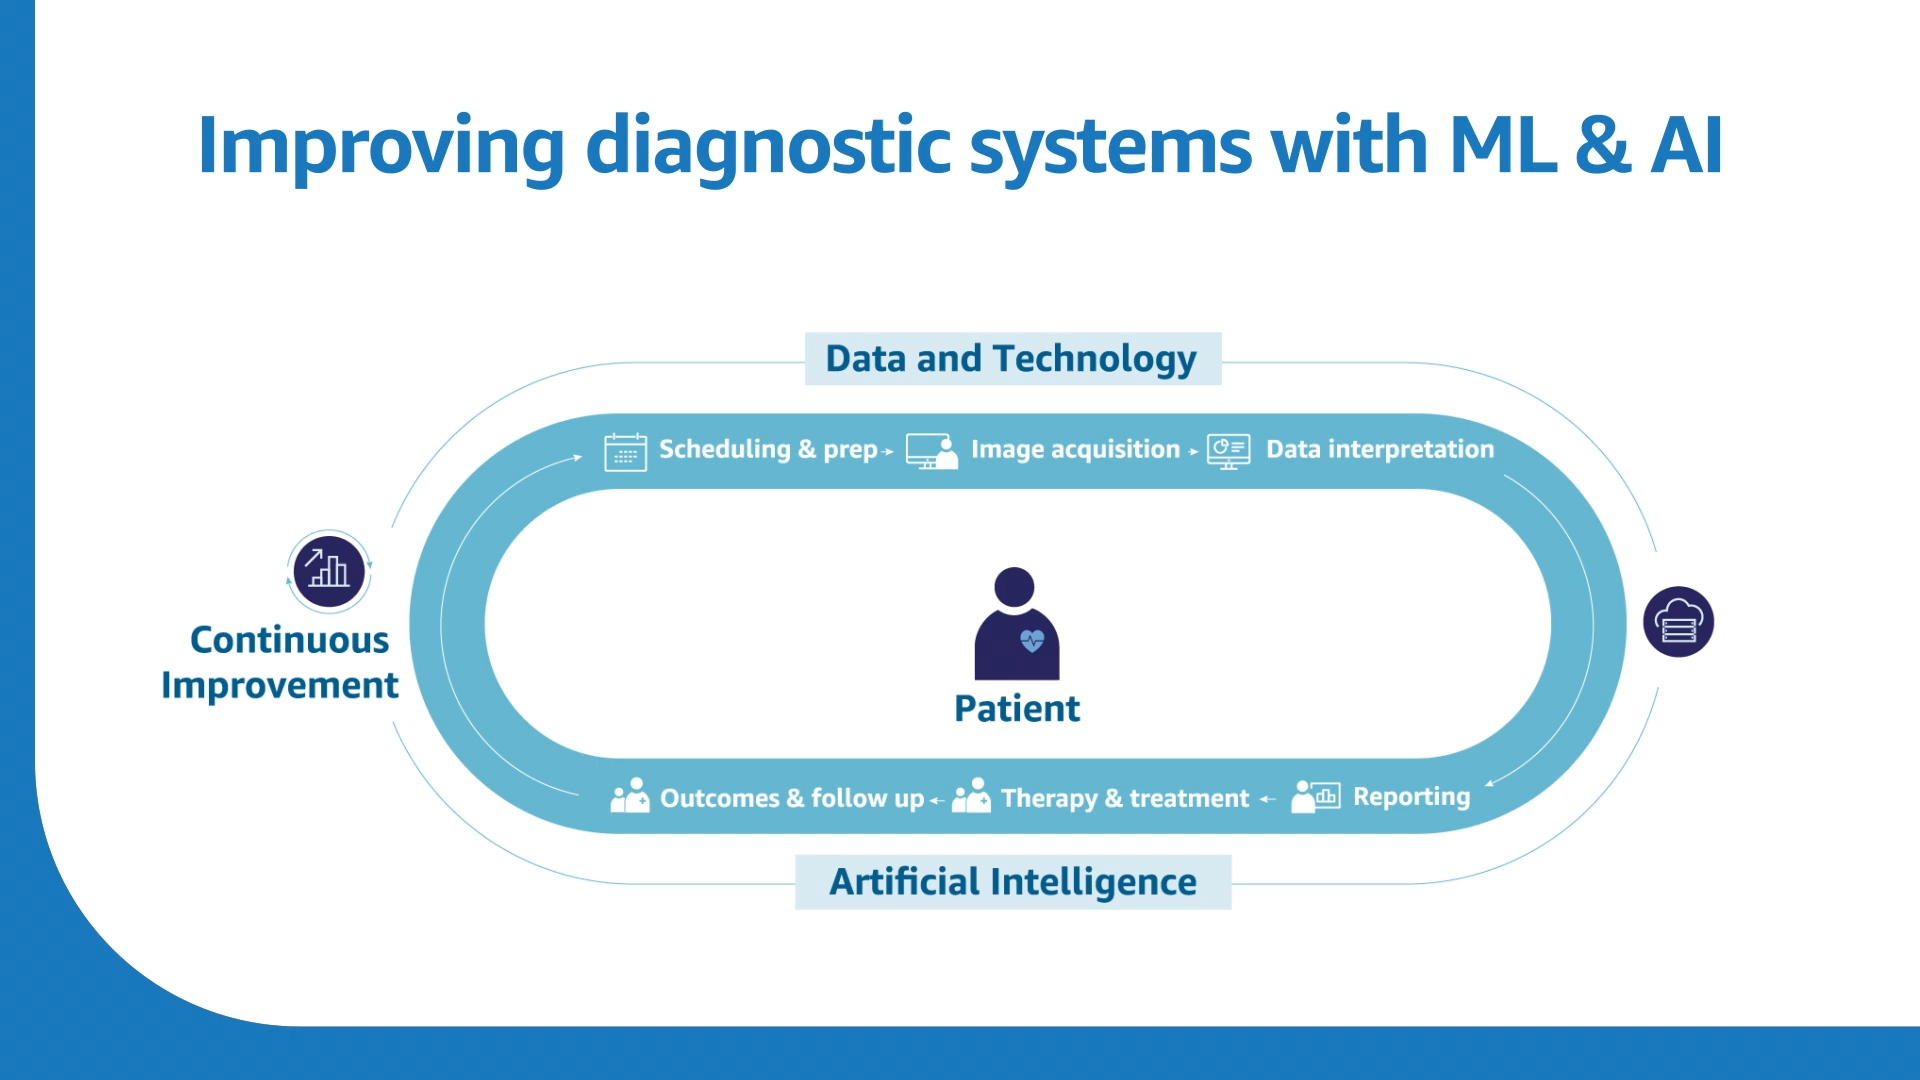 Improving diagnostic systems with ML & AI
Data and Technology
Scheduling & prep
Image acquisition
Data interpretation
Continuous
Improvement
Patient
Outcomes & follow up
Therapy & treatment
Reporting
Artificial Intelligence